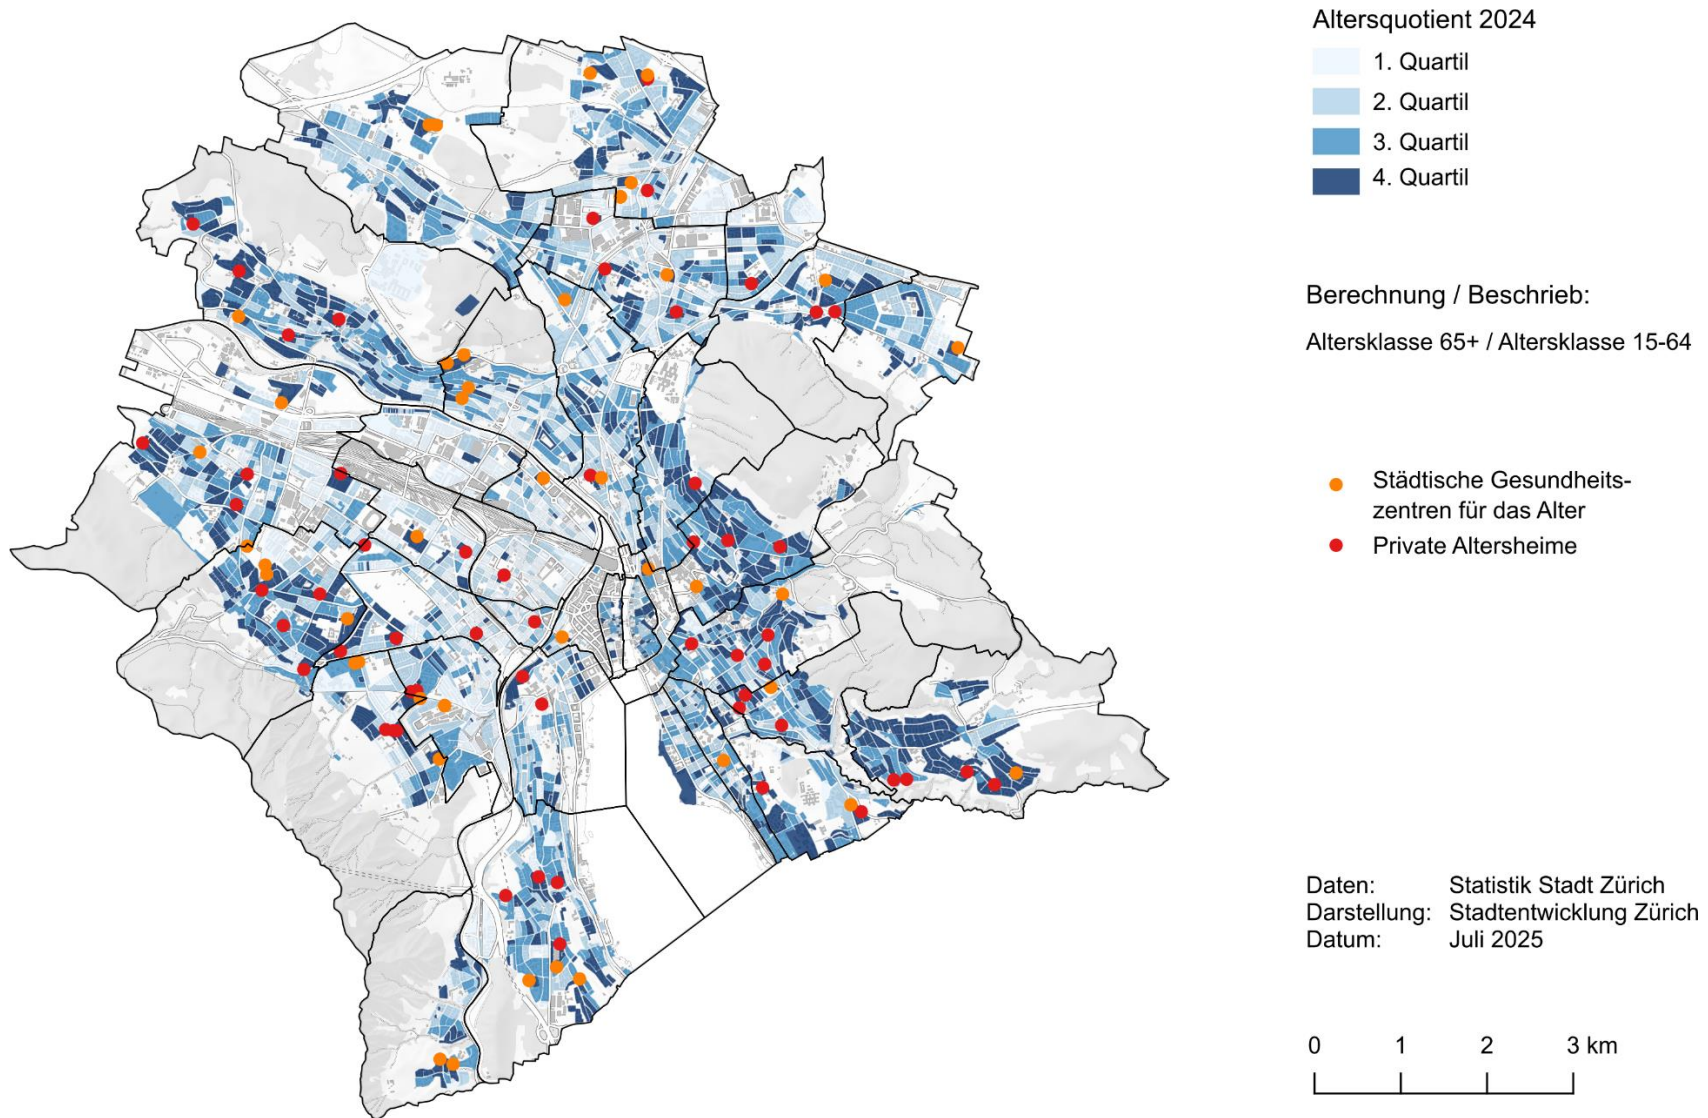 Altersquotient 2024
1. Quartil
2. Quartil
3. Quartil
4. Quartil
Berechnung / Beschrieb:
Altersklasse 65+ / Altersklasse 15-64
Städtische Gesundheits-
zentren für das Alter
Private Altersheime
Daten: Statistik Stadt Zürich
Darstellung: Stadtentwicklung Zürich
Datum: Juli 2025
0 1 2 3 km